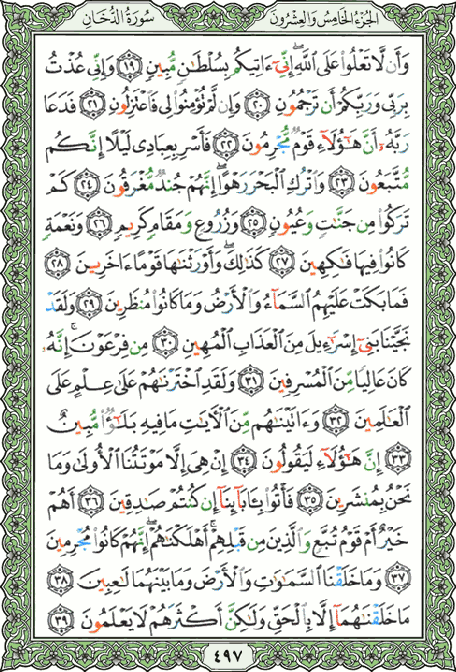 الجزء الخامس والعشرون
سورة الدخان
وَأَن لَّا تَعْلُوا۟ عَلَى ٱللَّهِ ۖ إِنِّىٓ ءَاتِيكُم بِسُلْطَٰنٍ مُّبِينٍ ١٩ وَإِنِّى عُذْتُ
بِرَبِّى وَرَبِّكُمْ أَن تَرْجُمُونِ ٢٠ وَإِن لَّمْ تُؤْمِنُوا۟ لِى فَٱعْتَزِلُونِ ٢١ فَدَعَا
رَبَّهُۥٓ أَنَّ هَٰٓؤُلَآءِ قَوْمٌ مُّجْرِمُونَ ٢٢ فَأَسْرِ بِعِبَادِى لَيْلًا إِنَّكُم
مُّتَّبَعُونَ ٢٣ وَٱتْرُكِ ٱلْبَحْرَ رَهْوًا ۖ إِنَّهُمْ جُندٌ مُّغْرَقُونَ ٢٤ كَمْ
تَرَكُوا۟ مِن جَنَّٰتٍ وَعُيُونٍ ٢٥ وَزُرُوعٍ وَمَقَامٍ كَرِيمٍ ٢٦ وَنَعْمَةٍ
كَانُوا۟ فِيهَا فَٰكِهِينَ ٢٧ كَذَٰلِكَ ۖ وَأَوْرَثْنَٰهَا قَوْمًا ءَاخَرِينَ ٢٨
فَمَا بَكَتْ عَلَيْهِمُ ٱلسَّمَآءُ وَٱلْأَرْضُ وَمَا كَانُوا۟ مُنظَرِينَ ٢٩ وَلَقَدْ
نَجَّيْنَا بَنِىٓ إِسْرَٰٓءِيلَ مِنَ ٱلْعَذَابِ ٱلْمُهِينِ ٣٠ مِن فِرْعَوْنَ ۚ إِنَّهُۥ
كَانَ عَالِيًا مِّنَ ٱلْمُسْرِفِينَ ٣١ وَلَقَدِ ٱخْتَرْنَٰهُمْ عَلَىٰ عِلْمٍ عَلَى
ٱلْعَٰلَمِينَ ٣٢ وَءَاتَيْنَٰهُم مِّنَ ٱلْءَايَٰتِ مَا فِيهِ بَلَٰٓؤٌا۟ مُّبِينٌ
٣٣ إِنَّ هَٰٓؤُلَآءِ لَيَقُولُونَ ٣٤ إِنْ هِىَ إِلَّا مَوْتَتُنَا ٱلْأُولَىٰ وَمَا
نَحْنُ بِمُنشَرِينَ ٣٥ فَأْتُوا۟ بِـَٔابَآئِنَآ إِن كُنتُمْ صَٰدِقِينَ ٣٦ أَهُمْ
خَيْرٌ أَمْ قَوْمُ تُبَّعٍ وَٱلَّذِينَ مِن قَبْلِهِمْ ۚ أَهْلَكْنَٰهُمْ ۖ إِنَّهُمْ كَانُوا۟ مُجْرِمِينَ
٣٧ وَمَا خَلَقْنَا ٱلسَّمَٰوَٰتِ وَٱلْأَرْضَ وَمَا بَيْنَهُمَا لَٰعِبِينَ ٣٨
مَا خَلَقْنَٰهُمَآ إِلَّا بِٱلْحَقِّ وَلَٰكِنَّ أَكْثَرَهُمْ لَا يَعْلَمُونَ ٣٩
٤٩٧